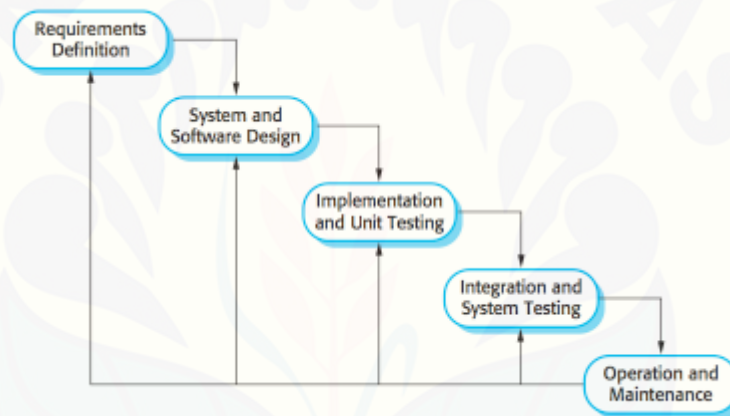 Requirements
Definition
System and
Software Design
Implementation
and Unit Testing
Integration and
System Testing
Operation and
Maintenance